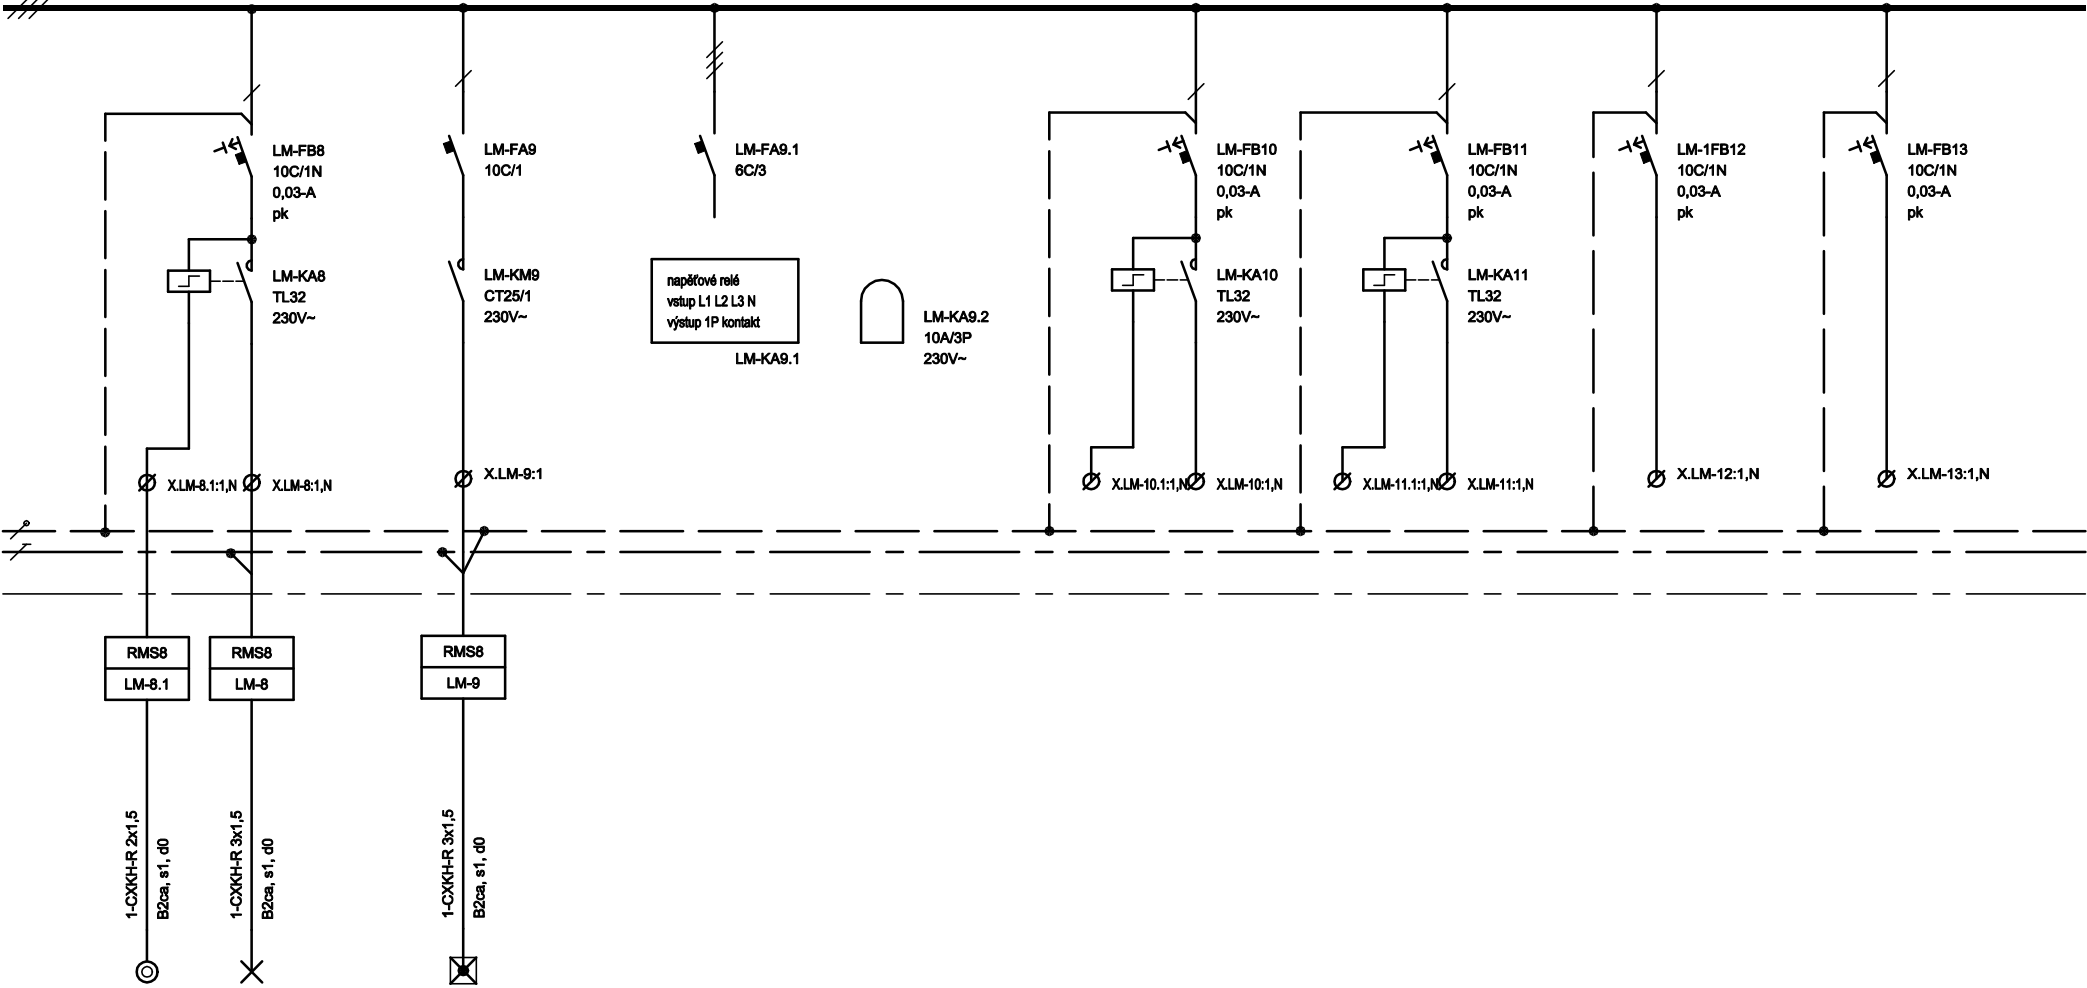 LM-FB8
10C/1N
0,03-A
pk
LM-KA8
TL32
230V~
X.LM-8.1:1,N
X.LM-8:1,N
LM-FA9
10C/1
LM-KM9
CT25/1
230V~
X.LM-9:1
LM-FA9.1
6C/3
napěťové relé
vstup L1 L2 L3 N
výstup 1P kontakt
LM-KA9.1
LM-KA9.2
10A/3P
230V~
LM-FB10
10C/1N
0,03-A
pk
LM-KA10
TL32
230V~
X.LM-10.1:1,N
X.LM-10:1,N
LM-FB11
10C/1N
0,03-A
pk
LM-KA11
TL32
230V~
X.LM-11.1:1,N
X.LM-11:1,N
LM-1FB12
10C/1N
0,03-A
pk
X.LM-12:1,N
LM-FB13
10C/1N
0,03-A
pk
X.LM-13:1,N
RMS8
LM-8.1
RMS8
LM-8
RMS8
LM-9
1-CXKH-R 2x1,5
B2ca, s1, d0
1-CXKH-R 3x1,5
B2ca, s1, d0
1-CXKH-R 3x1,5
B2ca, s1, d0